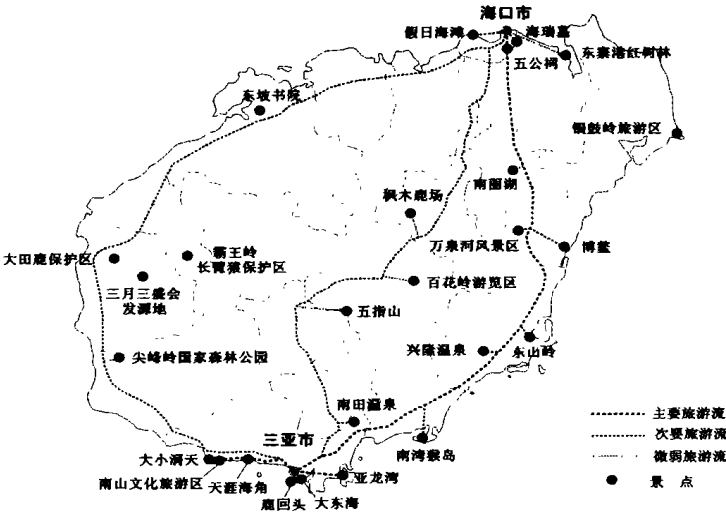 海口市
假日海滩
海瑞墓
五公祠
东寨港红树林
东坡书院
铜鼓岭旅游区
南丽湖
枫木鹿场
万泉河风景区
博鳌
大田鹿保护区
霸王岭
长臂猿保护区
三月三盛会
发源地
百花岭游览区
五指山
兴隆温泉
东山岭
尖峰岭国家森林公园
南田温泉
三亚市
南湾猴岛
大小洞天
南山文化旅游区
天涯海角
鹿回头
大东海
亚龙湾
主要旅游流
次要旅游流
微弱旅游流
景点